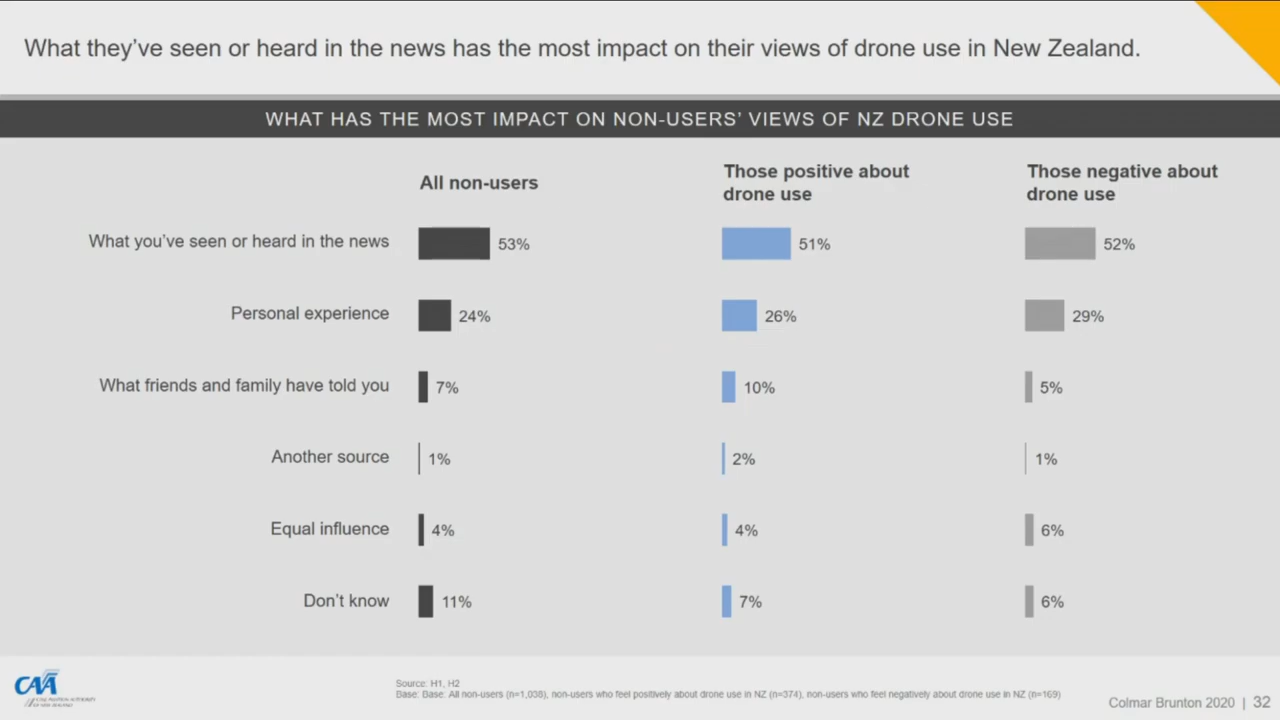 What they've seen or heard in the news has the most impact on their views of drone use in New Zealand.
WHAT HAS THE MOST IMPACT ON NON-USERS' VIEWS OF NZ DRONE USE
All non-users
Those positive about
drone use
Those negative about
drone use
What you've seen or heard in the news
53%
51%
52%
Personal experience
24%
26%
29%
What friends and family have told you
7%
10%
5%
Another source
1%
2%
1%
Equal influence
4%
4%
6%
Don't know
11%
7%
6%
CAA
Source: H1, H2
Base: Base: All non-users (n=1,038), non-users who feel positively about drone use in NZ (n=374), non-users who feel negatively about drone use in NZ (n=169)
Colmar Brunton 2020 | 32